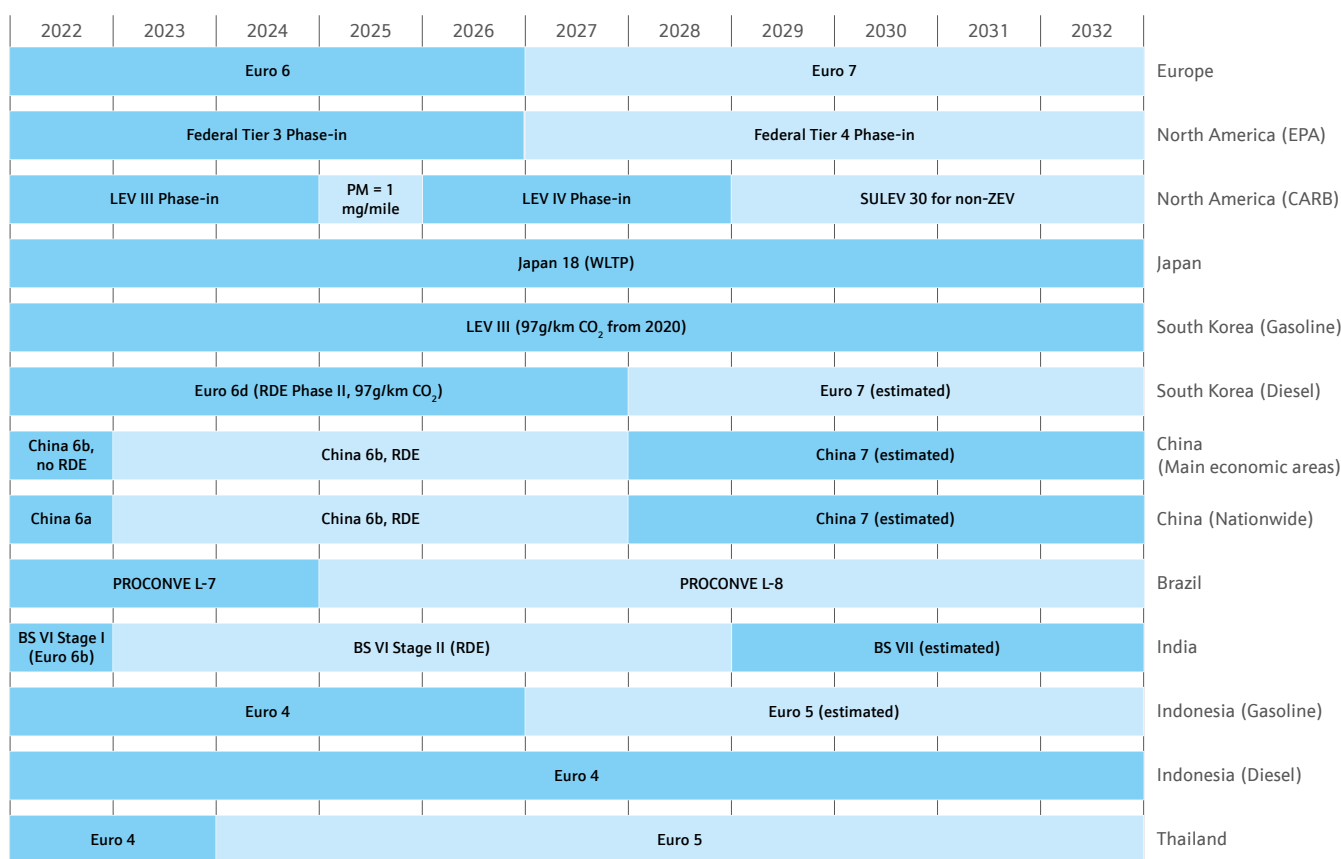 2022 2023 2024 2025 2026 2027 2028 2029 2030 2031 2032
Euro 6 Euro 7 Europe
Federal Tier 3 Phase-in Federal Tier 4 Phase-in North America (EPA)
LEV III Phase-in PM = 1
mg/mile LEV IV Phase-in SULEV 30 for non-ZEV North America (CARB)
Japan 18 (WLTP) Japan
LEV III (97g/km CO₂ from 2020) South Korea (Gasoline)
Euro 6d (RDE Phase II, 97g/km CO₂) Euro 7 (estimated) South Korea (Diesel)
China 6b,
no RDE China 6b, RDE China 7 (estimated) China
(Main economic areas)
China 6a China 6b, RDE China 7 (estimated) China (Nationwide)
PROCONVE L-7 PROCONVE L-8 Brazil
BS VI Stage I
(Euro 6b) BS VI Stage II (RDE) BS VII (estimated) India
Euro 4 Euro 5 (estimated) Indonesia (Gasoline)
Euro 4 Indonesia (Diesel)
Euro 4 Euro 5 Thailand